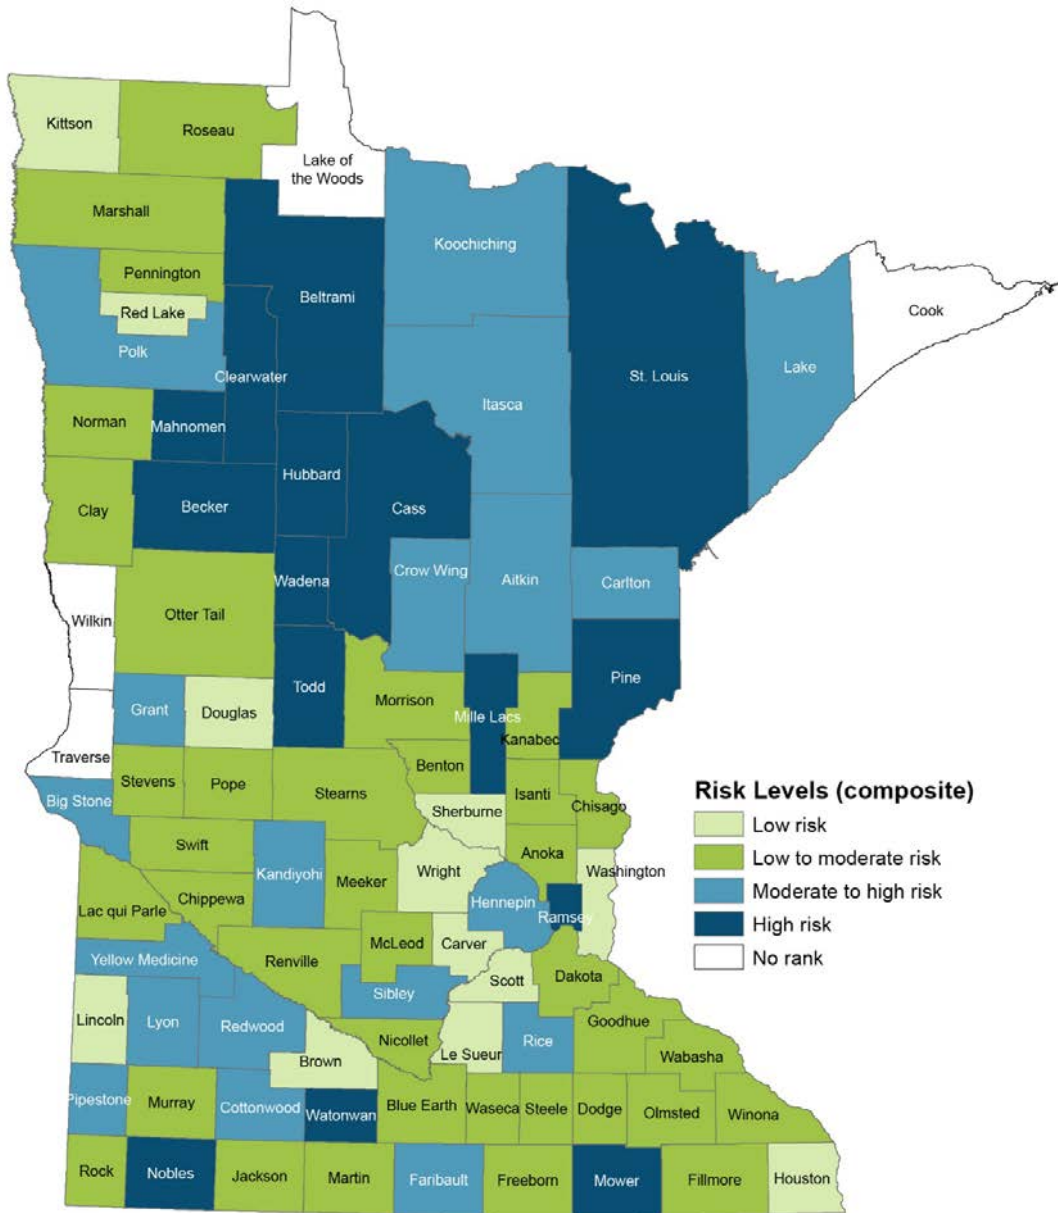 Kittson
Roseau
Lake of
the Woods
Marshall
Koochiching
Pennington
Beltrami
Red Lake
Cook
Polk
Clearwater
St. Louis
Lake
Itasca
Norman
Mahnomen
Hubbard
Becker
Cass
Clay
Crow Wing
Aitkin
Carlton
Wadena
Otter Tail
Wilkin
Pine
Todd
Morrison
Grant
Douglas
Mille Lacs
Kanabec
Traverse
Benton
Stevens
Pope
Stearns
Isanti
Big Stone
Chisago
Sherburne
Swift
Anoka
Kandiyohi
Wright
Washington
Meeker
Chippewa
Hennepin
Lac qui Parle
Ramsey
McLeod
Carver
Yellow Medicine
Renville
Scott
Dakota
Sibley
Lincoln
Lyon
Redwood
Goodhue
Nicollet
Rice
Le Sueur
Brown
Wabasha
Pipestone
Murray
Cottonwood
Watonwan
Blue Earth
Waseca
Steele
Dodge
Olmsted
Winona
Rock
Nobles
Jackson
Martin
Faribault
Freeborn
Mower
Fillmore
Houston
Risk Levels (composite)
Low risk
Low to moderate risk
Moderate to high risk
High risk
No rank